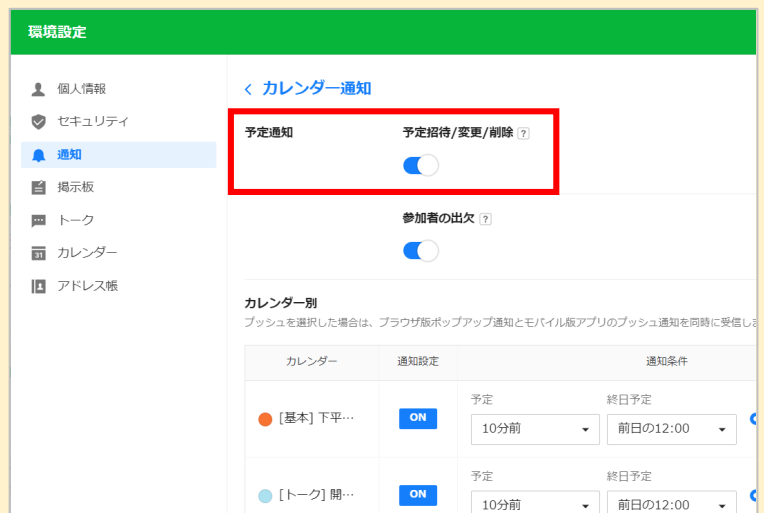 環境設定
個人情報
セキュリティ
通知
掲示板
トーク
カレンダー
アドレス帳
カレンダー通知
予定通知
予定招待/変更/削除 ?
参加者の出欠 ?
カレンダー別
プッシュを選択した場合は、ブラウザ版ポップアップ通知とモバイル版アプリのプッシュ通知を同時に受信し
カレンダー 通知設定 通知条件
予定 終日予定
[基本] 下平… ON 10分前 前日の12:00
予定 終日予定
[トーク] 開… ON 10分前 前日の12:00